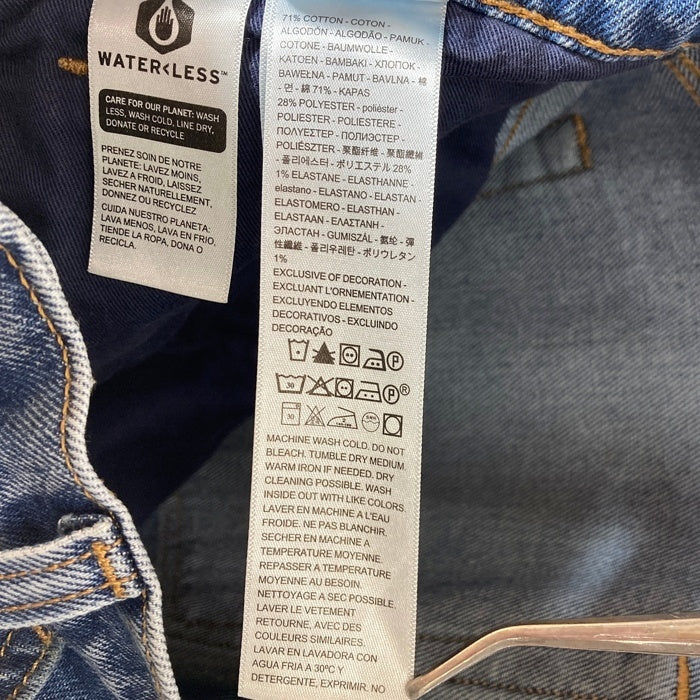 WATER<LESS™
CARE FOR OUR PLANET: WASH
LESS, WASH COLD, LINE DRY,
DONATE OR RECYCLE
PRENEZ SOIN DE NOTRE
PLANETE: LAVEZ MOINS,
LAVEZ A FROID, LAISSEZ
SECHER NATURELLEMENT,
DONNEZ OU RECYCLEZ
CUIDA NUESTRO PLANETA:
LAVA MENOS, LAVA EN FRIO,
TIENDE LA ROPA, DONA O
RECICLA.
71% COTTON - COTON -
ALGODÓN - ALGODÃO - PAMUK -
COTONE - BAUMWOLLE -
KATOEN - BAMBAKI - ХЛОПОК -
BAWEŁNA - PAMUT - BAVLNA - 棉
- 면 - 綿 71% - KAPAS
28% POLYESTER - poliéster -
POLIESTER - POLIESTERE -
ΠΟΛΥΕΣΤΕΡ - ПОЛИЭСТЕР -
POLIÉSZTER - 聚酯纤维 - 聚酯纖維
- 폴리에스터 - ポリエステル 28%
1% ELASTANE - ELASTHANNE -
elastano - ELASTANO - ELASTAN -
ELASTOMERO - ELASTHAN -
ELASTAAN - ΕΛΑΣΤΑΝΗ -
ЭЛАСТАН - GUMISZÁL - 氨纶 - 彈
性纖維 - 폴리우레탄 - ポリウレタン
1%
EXCLUSIVE OF DECORATION -
EXCLUANT L'ORNEMENTATION -
EXCLUYENDO ELEMENTOS
DECORATIVOS - EXCLUINDO
DECORAÇÃO
P
30 P ®
30
MACHINE WASH COLD. DO NOT
BLEACH. TUMBLE DRY MEDIUM.
WARM IRON IF NEEDED. DRY
CLEANING POSSIBLE. WASH
INSIDE OUT WITH LIKE COLORS.
LAVER EN MACHINE A L'EAU
FROIDE. NE PAS BLANCHIR.
SECHER EN MACHINE A
TEMPERATURE MOYENNE.
REPASSER A TEMPERATURE
MOYENNE AU BESOIN.
NETTOYAGE A SEC POSSIBLE.
LAVER LE VETEMENT
RETOURNE, AVEC DES
COULEURS SIMILAIRES.
LAVAR EN LAVADORA CON
AGUA FRIA A 30ºC Y
DETERGENTE, EXPRIMIR. NO